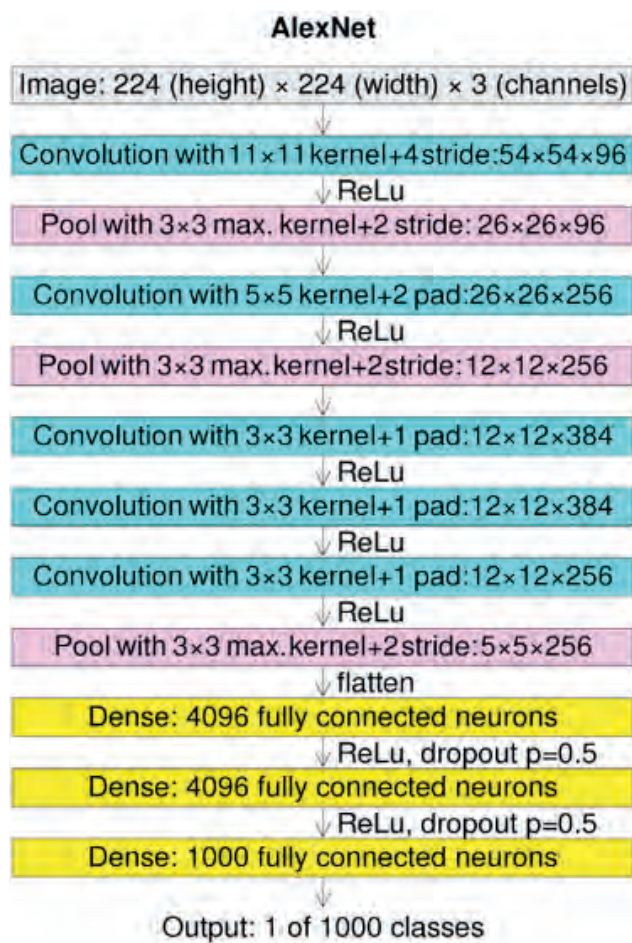 AlexNet
Image: 224 (height) × 224 (width) × 3 (channels)
Convolution with 11×11 kernel+4 stride:54×54×96
ReLu
Pool with 3×3 max. kernel+2 stride: 26×26×96
Convolution with 5×5 kernel+2 pad:26×26×256
ReLu
Pool with 3×3 max.kernel+2stride:12×12×256
Convolution with 3×3 kernel+1 pad:12×12×384
ReLu
Convolution with 3×3 kernel+1 pad:12×12×384
ReLu
Convolution with 3×3 kernel+1 pad:12×12×256
ReLu
Pool with 3×3 max.kernel+2stride:5×5×256
flatten
Dense: 4096 fully connected neurons
ReLu, dropout p=0.5
Dense: 4096 fully connected neurons
ReLu, dropout p=0.5
Dense: 1000 fully connected neurons
Output: 1 of 1000 classes